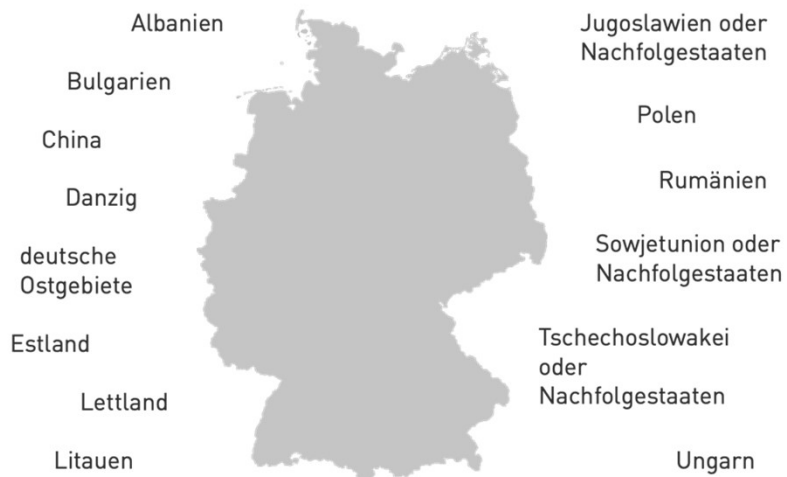 Albanien
Bulgarien
China
Danzig
deutsche
Ostgebiete
Estland
Lettland
Litauen
Jugoslawien oder
Nachfolgestaaten
Polen
Rumänien
Sowjetunion oder
Nachfolgestaaten
Tschechoslowakei
oder
Nachfolgestaaten
Ungarn